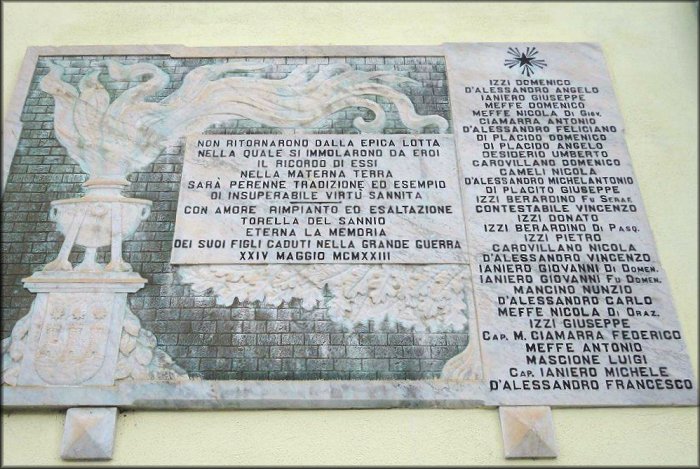 NON RITORNARONO DALLA EPICA LOTTA
NELLA QUALE SI IMMOLARONO DA EROI
IL RICORDO DI ESSI
NELLA MATERNA TERRA
SARÀ PERENNE TRADIZIONE ED ESEMPIO
DI INSUPERABILE VIRTÙ SANNITA
CON AMORE RIMPIANTO ED ESALTAZIONE
TORELLA DEL SANNIO
ETERNA LA MEMORIA
DEI SUOI FIGLI CADUTI NELLA GRANDE GUERRA
XXIV MAGGIO MCMXXIII
IZZI DOMENICO
D'ALESSANDRO ANGELO
IANIERO GIUSEPPE
MEFFE DOMENICO
MEFFE NICOLA DI GIOV.
CIAMARRA ANTONIO
D'ALESSANDRO FELICIANO
DI PLACIDO DOMENICO
DI PLACIDO ANGELO
DESIDERIO UMBERTO
CAROVILLANO DOMENICO
CAMELI NICOLA
D'ALESSANDRO MICHELANTONIO
DI PLACITO GIUSEPPE
IZZI BERARDINO FU SERAF.
CONTESTABILE VINCENZO
IZZI DONATO
IZZI BERARDINO DI PASQ.
IZZI PIETRO
CAROVILLANO NICOLA
D'ALESSANDRO VINCENZO
IANIERO GIOVANNI DI DOMEN.
IANIERO GIOVANNI FU DOMEN.
MANCINO NUNZIO
D'ALESSANDRO CARLO
MEFFE NICOLA DI ORAZ.
IZZI GIUSEPPE
CAP. M. CIAMARRA FEDERICO
MEFFE ANTONIO
MASCIONE LUIGI
CAP. IANIERO MICHELE
D'ALESSANDRO FRANCESCO